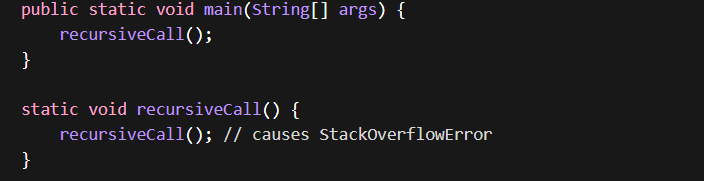 public static void main(String[] args) {
    recursiveCall();
}
static void recursiveCall() {
    recursiveCall(); // causes StackOverflowError
}